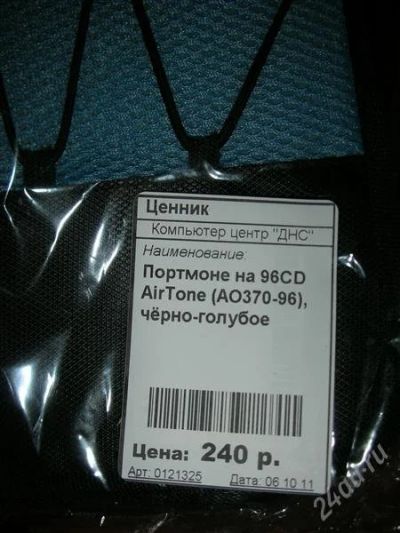 Ценник
Компьютер центр "ДНС"
Наименование:
Портмоне на 96CD
AirTone (AO370-96),
чёрно-голубое
Цена: 240 р.
Арт: 0121325 Дата: 06 10 11
24au.ru